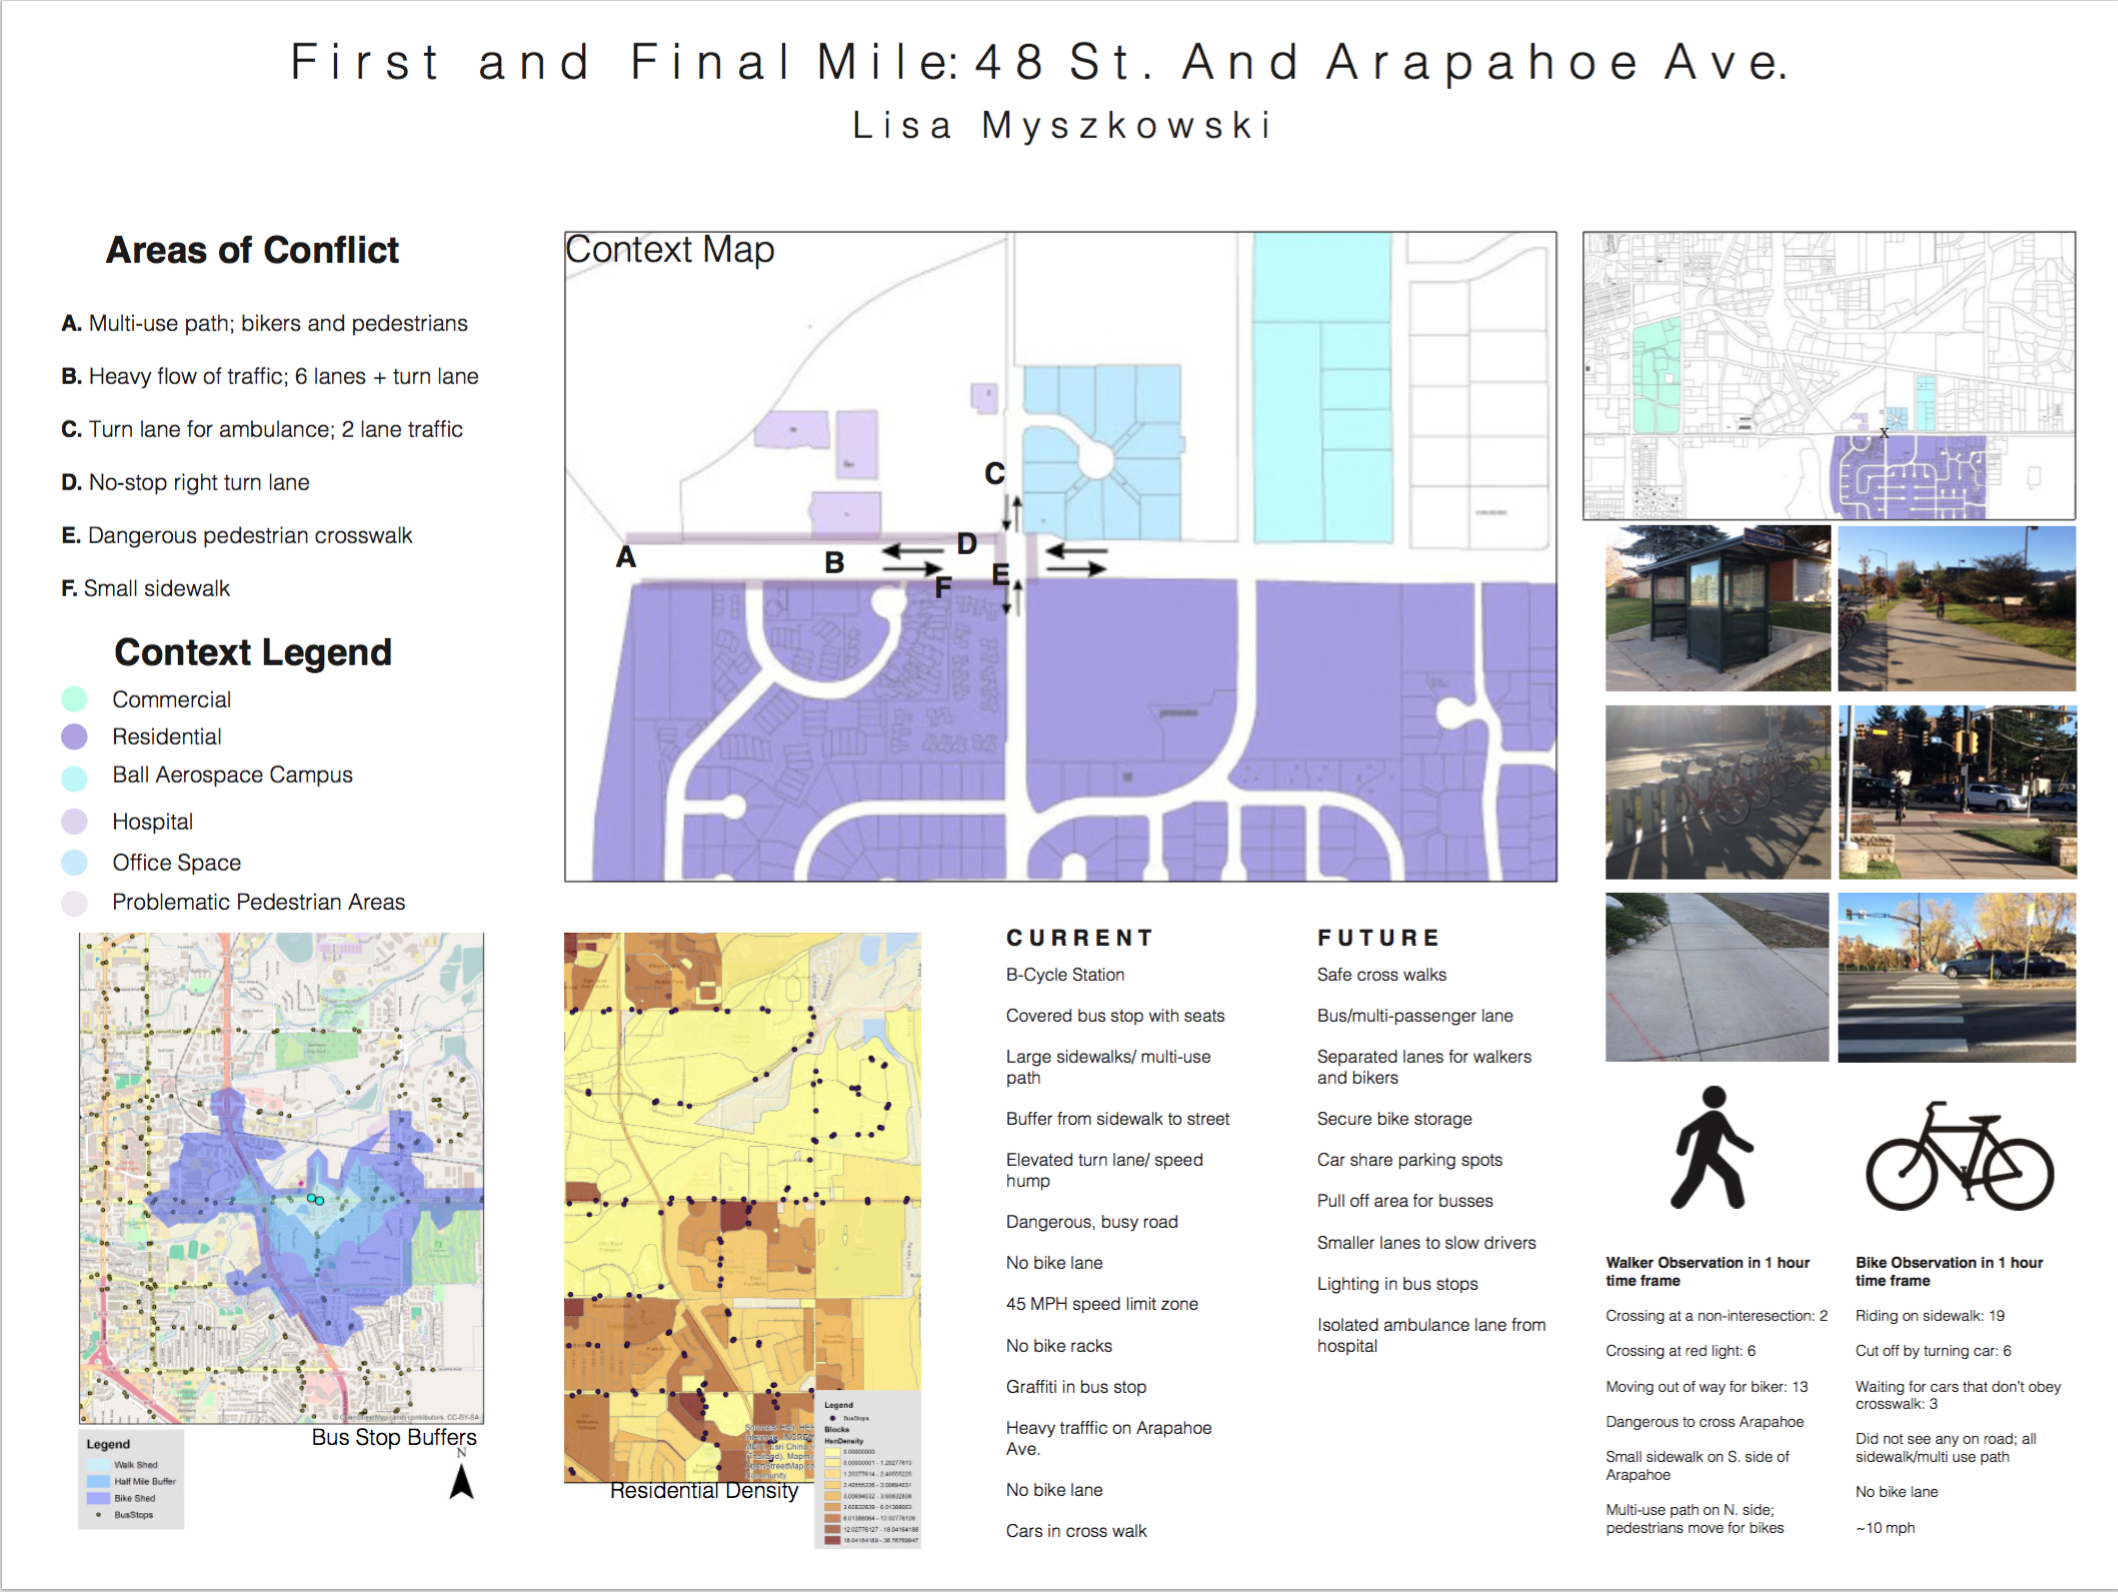 First and Final Mile: 48 St. And Arapahoe Ave.
Lisa Myszkowski
Areas of Conflict
A. Multi-use path; bikers and pedestrians
B. Heavy flow of traffic; 6 lanes + turn lane
C. Turn lane for ambulance; 2 lane traffic
D. No-stop right turn lane
E. Dangerous pedestrian crosswalk
F. Small sidewalk
Context Legend
Commercial
Residential
Ball Aerospace Campus
Hospital
Office Space
Problematic Pedestrian Areas
Context Map
A
B
C
D
E
F
X
Bus Stop Buffers
N
Legend
Walk Shed
Half Mile Buffer
Bike Shed
BusStops
Residential Density
Legend
BusStops
Blocks
HsnDensity
CURRENT
B-Cycle Station
Covered bus stop with seats
Large sidewalks/ multi-use
path
Buffer from sidewalk to street
Elevated turn lane/ speed
hump
Dangerous, busy road
No bike lane
45 MPH speed limit zone
No bike racks
Graffiti in bus stop
Heavy trafffic on Arapahoe
Ave.
No bike lane
Cars in cross walk
FUTURE
Safe cross walks
Bus/multi-passenger lane
Separated lanes for walkers
and bikers
Secure bike storage
Car share parking spots
Pull off area for busses
Smaller lanes to slow drivers
Lighting in bus stops
Isolated ambulance lane from
hospital
Walker Observation in 1 hour
time frame
Crossing at a non-interesection: 2
Crossing at red light: 6
Moving out of way for biker: 13
Dangerous to cross Arapahoe
Small sidewalk on S. side of
Arapahoe
Multi-use path on N. side;
pedestrians move for bikes
Bike Observation in 1 hour
time frame
Riding on sidewalk: 19
Cut off by turning car: 6
Waiting for cars that don't obey
crosswalk: 3
Did not see any on road; all
sidewalk/multi use path
No bike lane
~10 mph